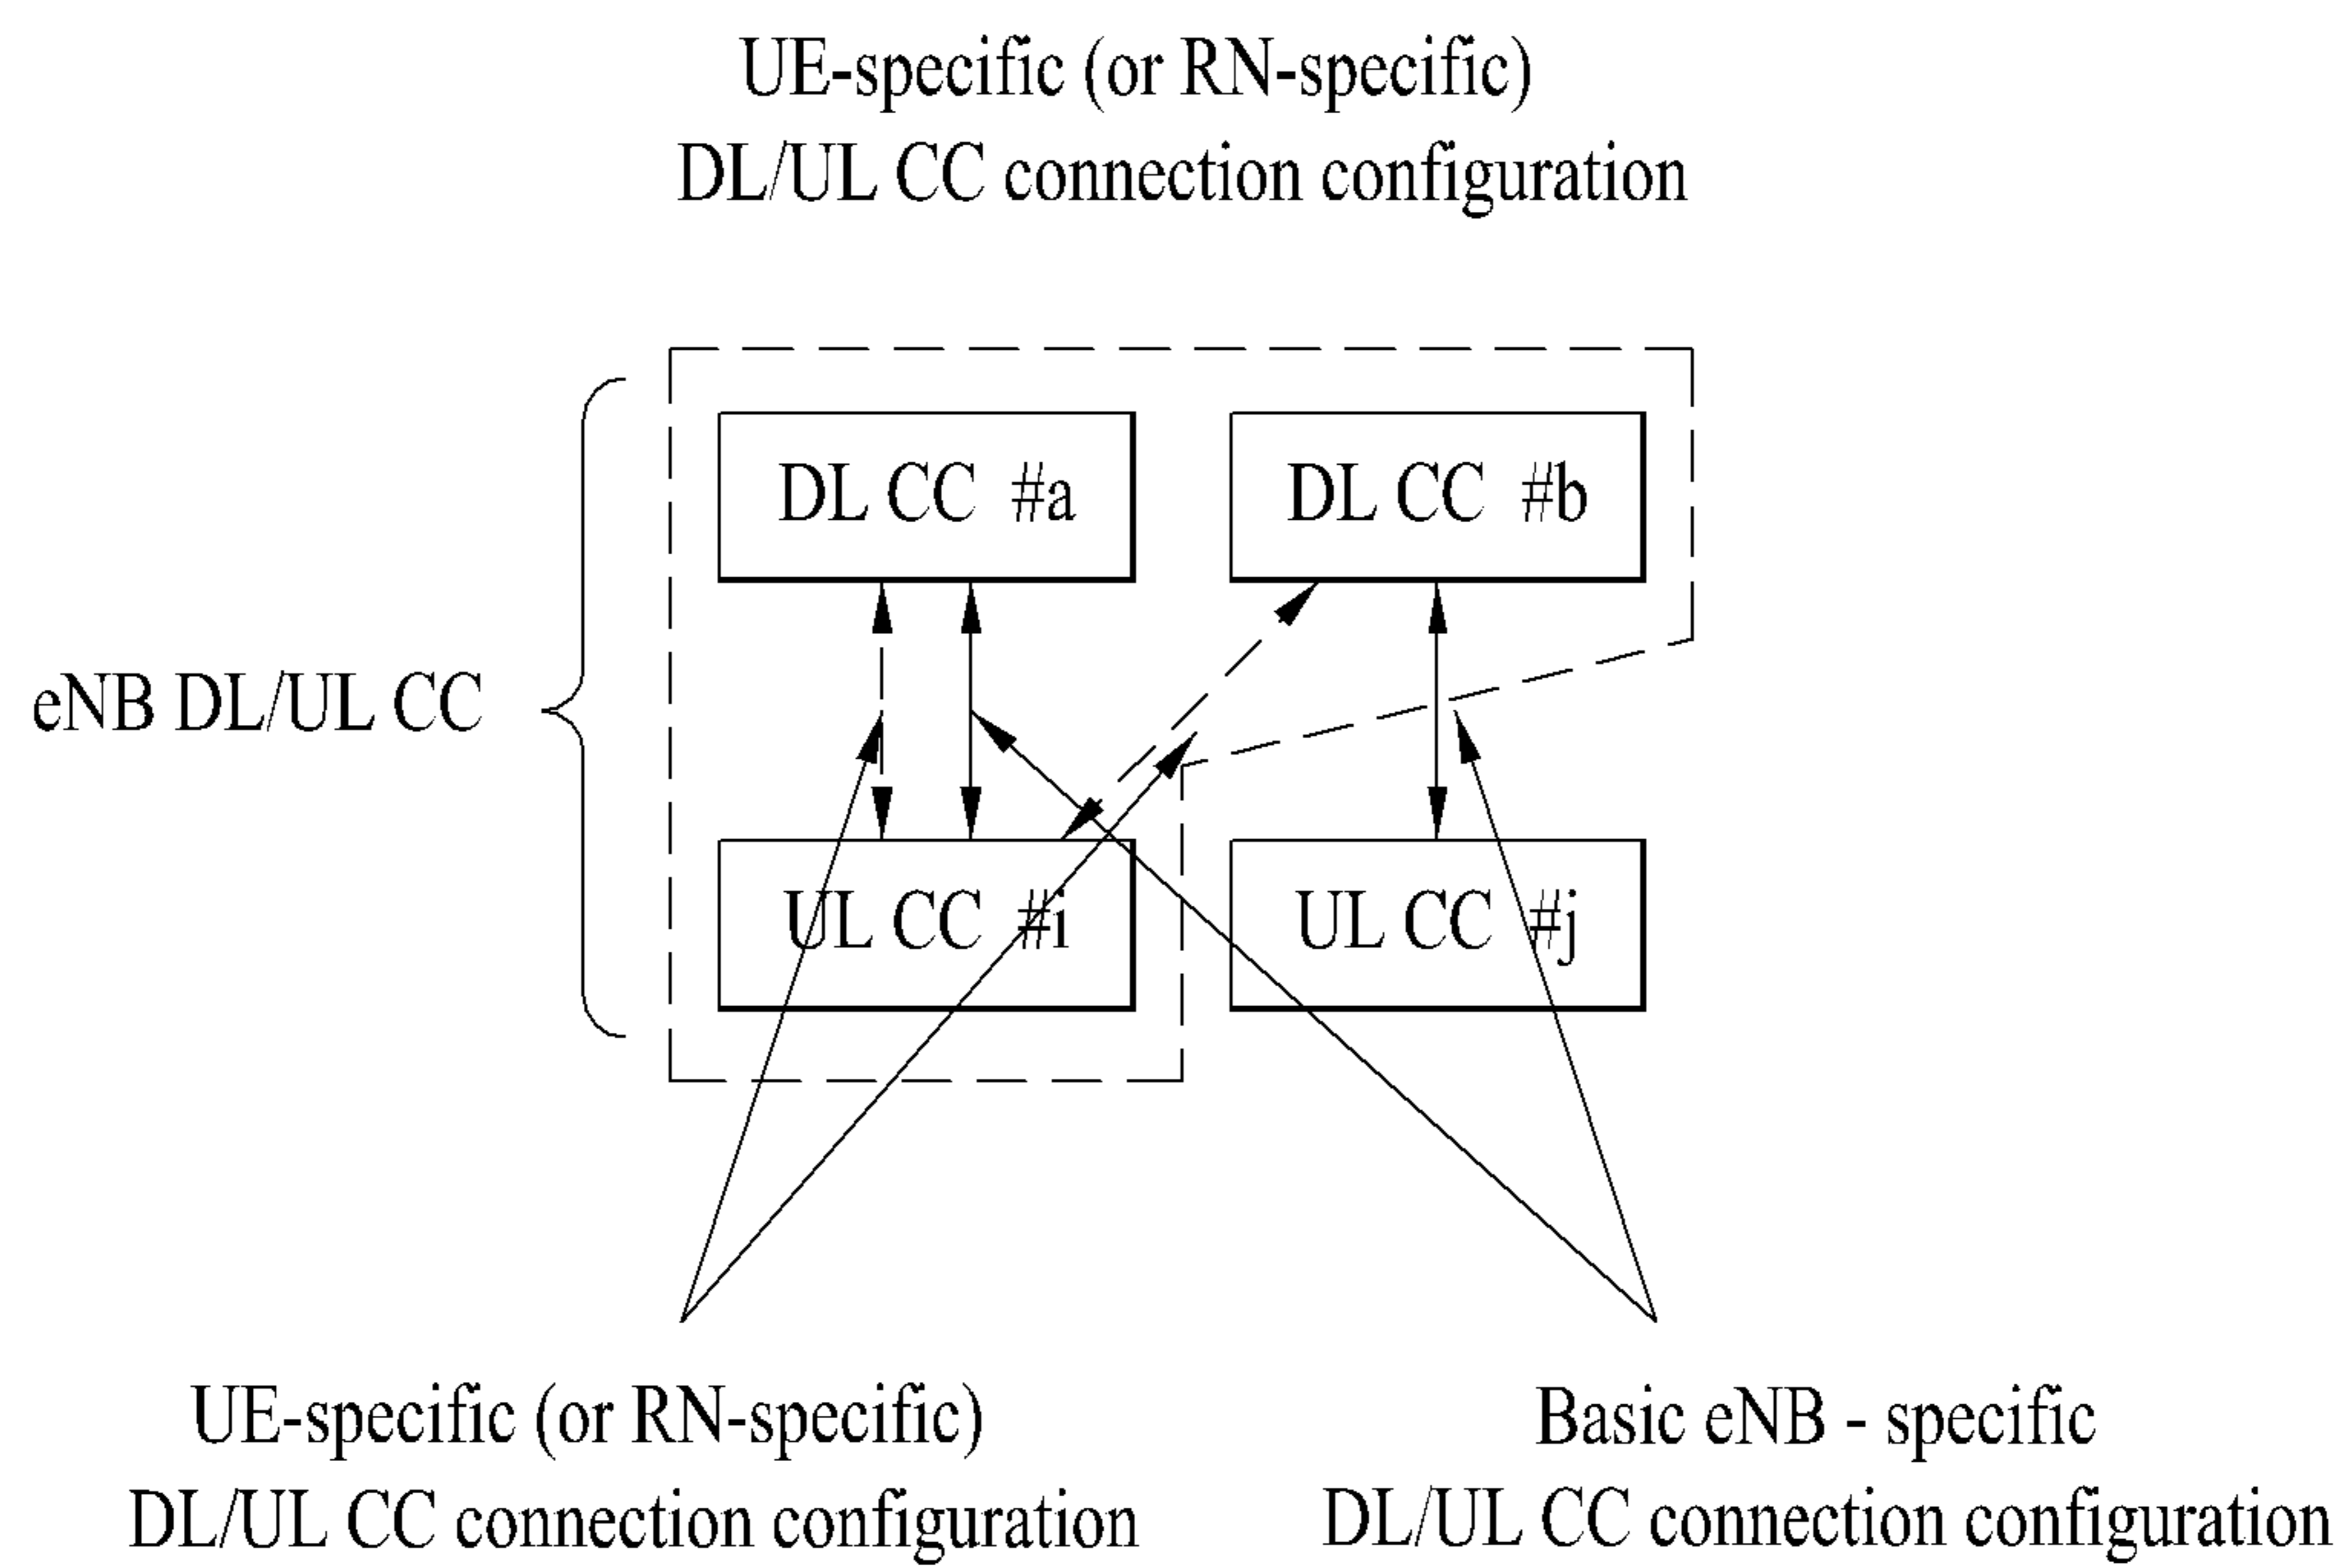 UE-specific (or RN-specific)
DL/UL CC connection configuration
DL CC #a
DL CC #b
eNB DL/UL CC
UL CC #i
UL CC #j
UE-specific (or RN-specific)
DL/UL CC connection configuration
Basic eNB - specific
DL/UL CC connection configuration